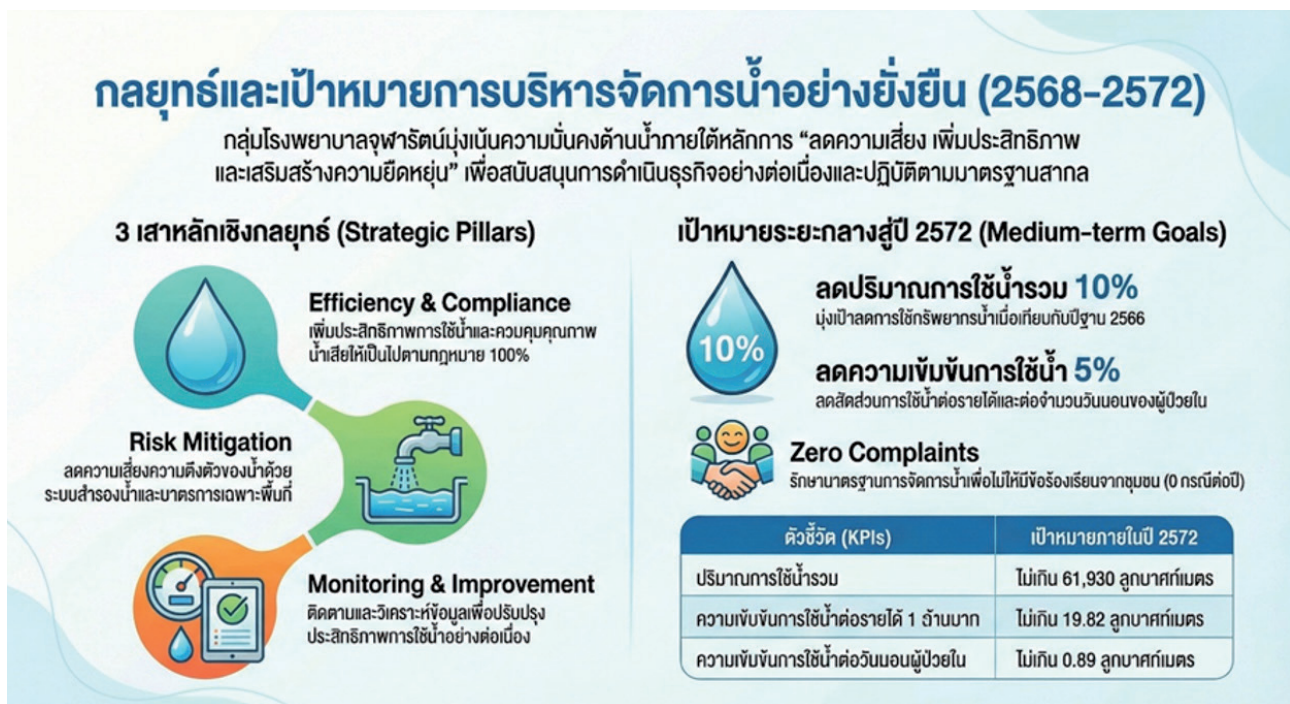 กลยุทธ์และเป้าหมายการบริหารจัดการน้ำอย่างยั่งยืน (2568-2572)
กลุ่มโรงพยาบาลจุฬารัตน์มุ่งเน้นความมั่นคงด้านน้ำภายใต้หลักการ “ลดความเสี่ยง เพิ่มประสิทธิภาพ
และเสริมสร้างความยืดหยุ่น” เพื่อสนับสนุนการดำเนินธุรกิจอย่างต่อเนื่องและปฏิบัติตามมาตรฐานสากล
3 เสาหลักเชิงกลยุทธ์ (Strategic Pillars)
Efficiency & Compliance
เพิ่มประสิทธิภาพการใช้น้ำและควบคุมคุณภาพ
น้ำเสียให้เป็นไปตามกฎหมาย 100%
Risk Mitigation
ลดความเสี่ยงความตึงตัวของน้ำด้วย
ระบบสำรองน้ำและมาตรการเฉพาะพื้นที่
Monitoring & Improvement
ติดตามและวิเคราะห์ข้อมูลเพื่อปรับปรุง
ประสิทธิภาพการใช้น้ำอย่างต่อเนื่อง
เป้าหมายระยะกลางสู่ปี 2572 (Medium-term Goals)
10%
ลดปริมาณการใช้น้ำรวม 10%
มุ่งเป้าลดการใช้ทรัพยากรน้ำเมื่อเทียบกับปีฐาน 2566
ลดความเข้มข้นการใช้น้ำ 5%
ลดสัดส่วนการใช้น้ำต่อรายได้และต่อจำนวนวันนอนของผู้ป่วยใน
Zero Complaints
รักษามาตรฐานการจัดการน้ำเพื่อไม่ให้มีข้อร้องเรียนจากชุมชน (0 กรณีต่อปี)
ตัวชี้วัด (KPIs) เป้าหมายภายในปี 2572
ปริมาณการใช้น้ำรวม ไม่เกิน 61,930 ลูกบาศก์เมตร
ความเข้มข้นการใช้น้ำต่อรายได้ 1 ล้านบาท ไม่เกิน 19.82 ลูกบาศก์เมตร
ความเข้มข้นการใช้น้ำต่อวันนอนผู้ป่วยใน ไม่เกิน 0.89 ลูกบาศก์เมตร